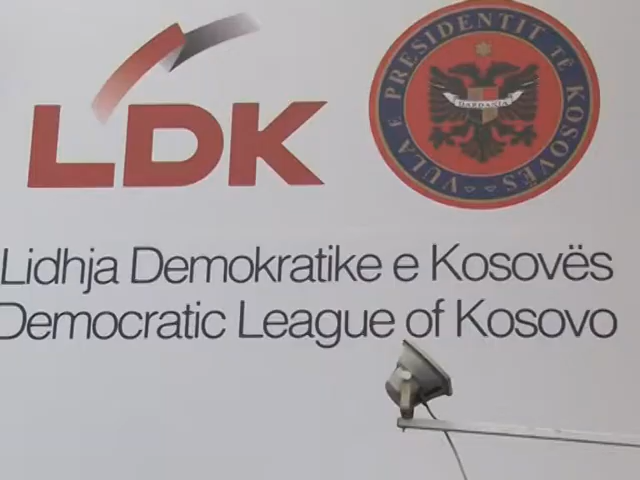 LDK
VULA E PRESIDENTIT TË KOSOVËS
DARDANIA
Lidhja Demokratike e Kosovës
Democratic League of Kosovo